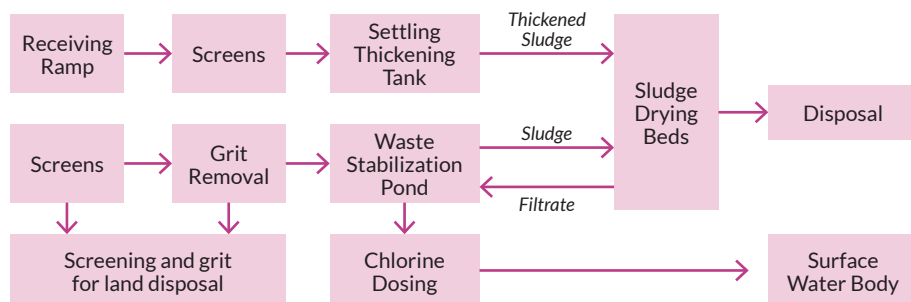 Receiving
Ramp
Screens
Settling
Thickening
Tank
Thickened
Sludge
Sludge
Drying
Beds
Disposal
Screens
Grit
Removal
Waste
Stabilization
Pond
Sludge
Filtrate
Screening and grit
for land disposal
Chlorine
Dosing
Surface
Water Body